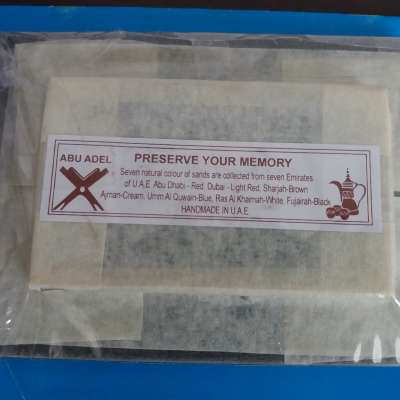 ABU ADEL
PRESERVE YOUR MEMORY
Seven natural colour of sands are collected from seven Emirates
of U.A.E. Abu Dhabi - Red, Dubai - Light Red, Sharjah-Brown
Ajman-Cream, Umm Al Quwain-Blue, Ras Al Khaimah-White, Fujairah-Black
HANDMADE IN U.A.E.